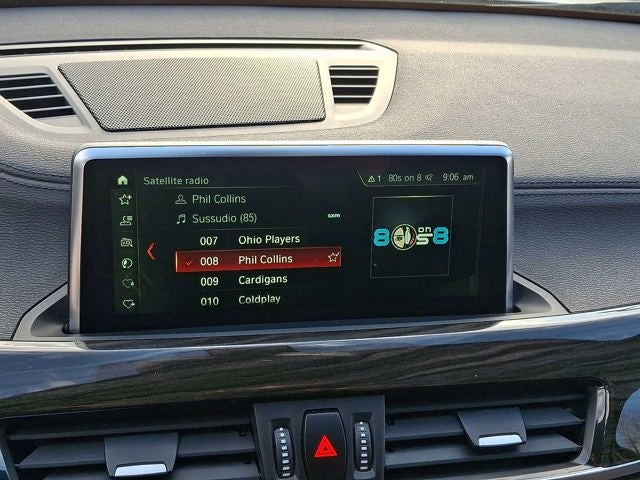 Satellite radio
1 80s on 8 9:06 am
Phil Collins
Sussudio (85)
sxm
007 Ohio Players
008 Phil Collins
009 Cardigans
010 Coldplay
80s on 8